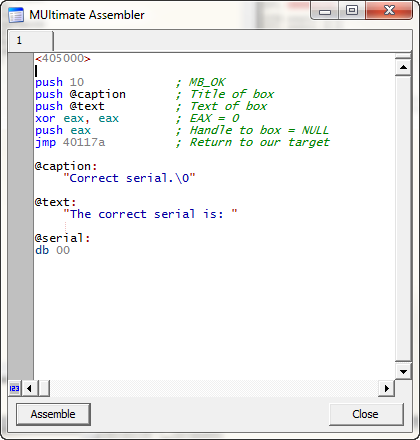 MUltimate Assembler
1
<405000>
push 10 ; MB_OK
push @caption ; Title of box
push @text ; Text of box
xor eax, eax ; EAX = 0
push eax ; Handle to box = NULL
jmp 40117a ; Return to our target
@caption:
"Correct serial.\0"
@text:
"The correct serial is: "
@serial:
db 00
123
Assemble Close